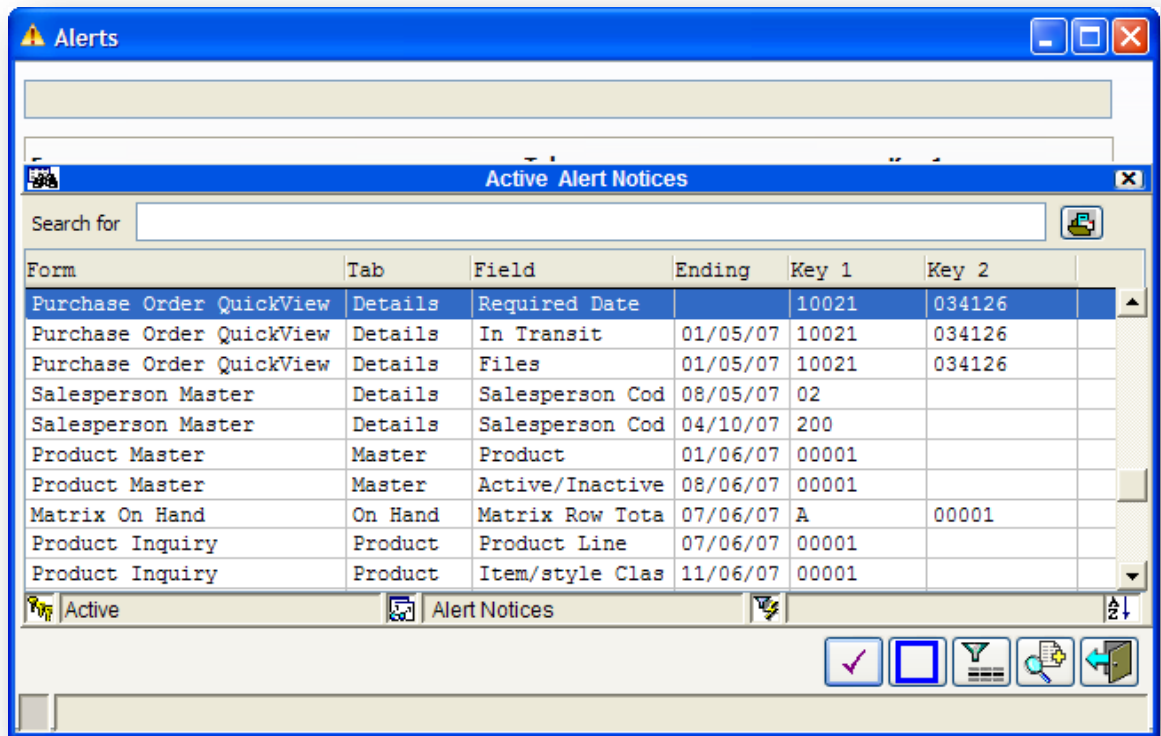 Alerts
Active Alert Notices
Search for
Form Tab Field Ending Key 1 Key 2
Purchase Order QuickView Details Required Date 10021 034126
Purchase Order QuickView Details In Transit 01/05/07 10021 034126
Purchase Order QuickView Details Files 01/05/07 10021 034126
Salesperson Master Details Salesperson Cod 08/05/07 02
Salesperson Master Details Salesperson Cod 04/10/07 200
Product Master Master Product 01/06/07 00001
Product Master Master Active/Inactive 08/06/07 00001
Matrix On Hand On Hand Matrix Row Tota 07/06/07 A 00001
Product Inquiry Product Product Line 07/06/07 00001
Product Inquiry Product Item/style Clas 11/06/07 00001
Active Alert Notices